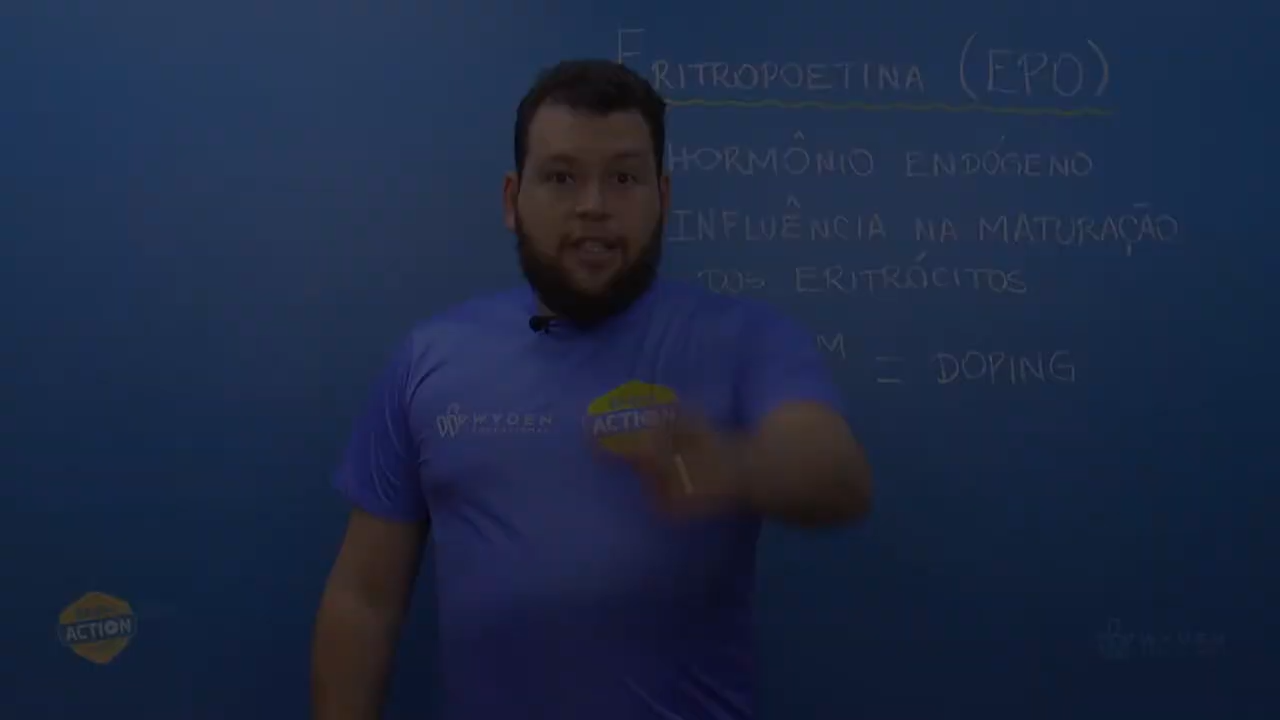 ERITROPOETINA (EPO)
HORMÔNIO ENDÓGENO
INFLUÊNCIA NA MATURAÇÃO
DOS ERITRÓCITOS
= DOPING
WYDEN
ACTION
ACTION